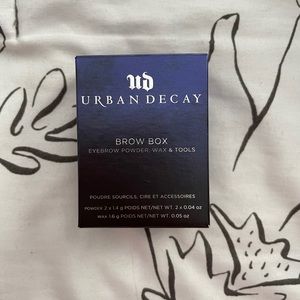 ud
URBAN DECAY
BROW BOX
EYEBROW POWDER, WAX & TOOLS
POUDRE SOURCILS, CIRE ET ACCESSOIRES
POWDER 2 x 1.4 g POIDS NET/NET WT. 2 x 0.04 oz
WAX 1.6 g POIDS NET/NET WT. 0.05 oz